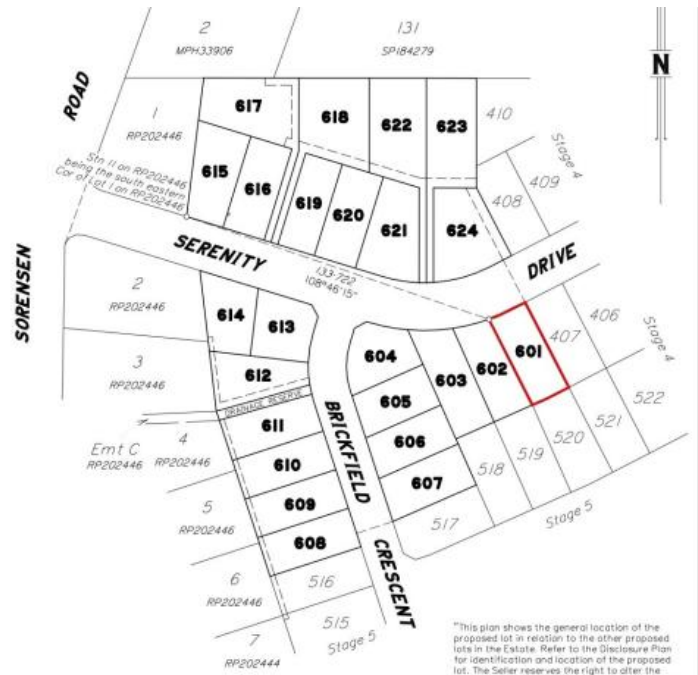 2
MPH33906
131
SP184279
N
ROAD
1
RP202446
617
618
622
623
410
Stage 4
Stn II on RP202446
being the south eastern
Cor of Lot I on RP202446
615
616
619
620
621
624
408
409
SERENITY
DRIVE
133·722
108°46'15"
SORENSEN
2
RP202446
614
613
604
603
602
601
407
406
Stage 4
3
RP202446
612
605
DRAINAGE RESERVE
BRICKFIELD
611
606
522
521
520
519
518
Emt C
RP202446
4
RP202446
610
607
5
RP202446
609
517
Stage 5
608
CRESCENT
6
RP202446
516
515
Stage 5
7
RP202444
"This plan shows the general location of the
proposed lot in relation to the other proposed
lots in the Estate. Refer to the Disclosure Plan
for identification and location of the proposed
lot. The Seller reserves the right to alter the